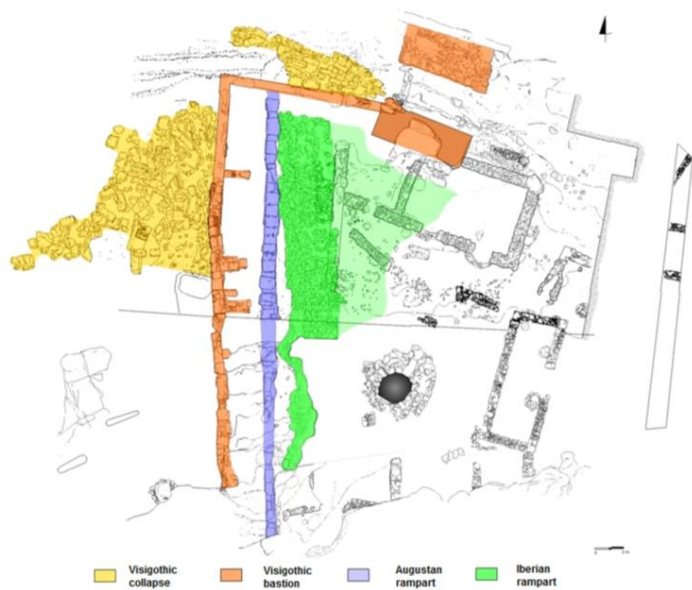 Visigothic collapse
Visigothic bastion
Augustan rampart
Iberian rampart